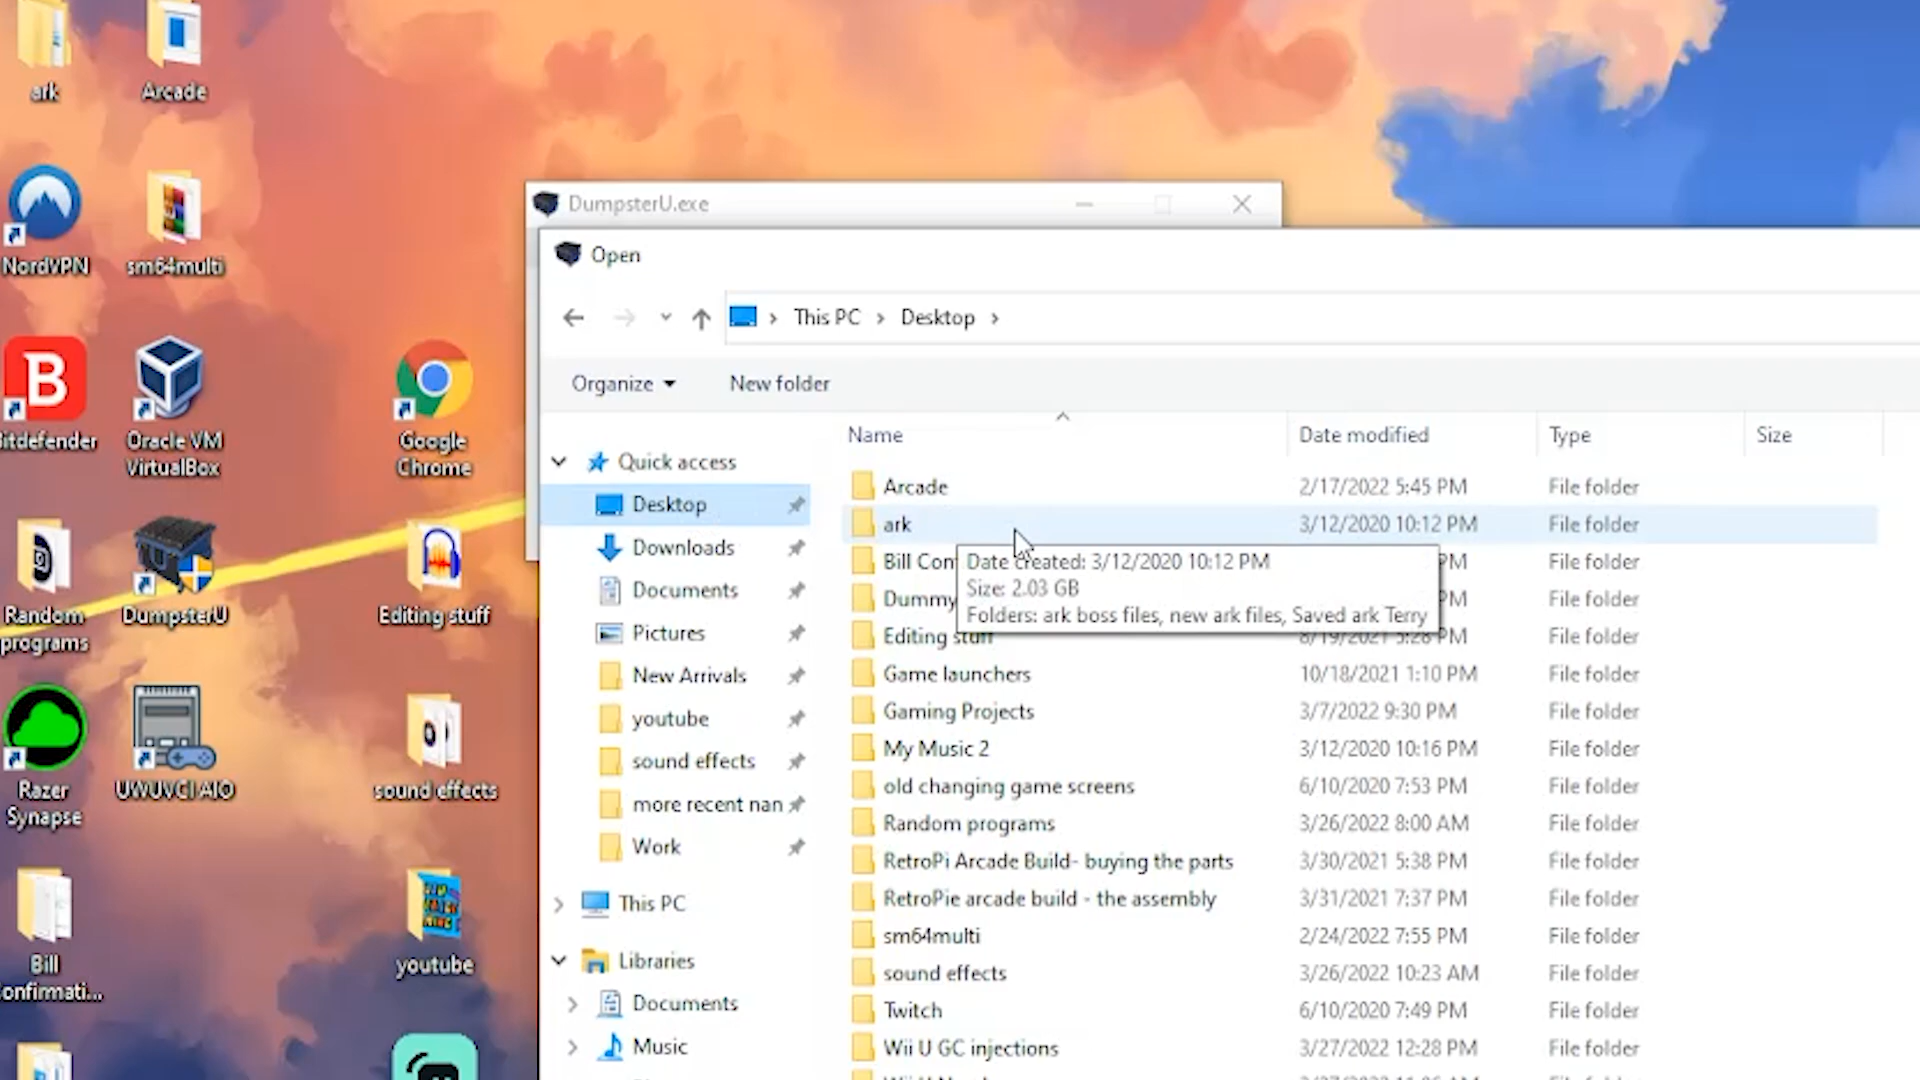 ark
Arcade
NordVPN
sm64multi
itdefender
Oracle VM
VirtualBox
Google
Chrome
Random
programs
DumpsterU
Editing stuff
Razer
Synapse
UWUVCI AIO
sound effects
Bill
onfirmati...
youtube
DumpsterU.exe
Open
This PC
Desktop
Organize
New folder
Name
Date modified
Type
Size
Quick access
Desktop
Downloads
Documents
Pictures
New Arrivals
youtube
sound effects
more recent nan
Work
This PC
Libraries
Documents
Music
Arcade 2/17/2022 5:45 PM File folder
ark 3/12/2020 10:12 PM File folder
Bill Con PM File folder
Dummy PM File folder
Date created: 3/12/2020 10:12 PM
Size: 2.03 GB
Folders: ark boss files, new ark files, Saved ark Terry
Editing stuff 8/19/2021 5:28 PM File folder
Game launchers 10/18/2021 1:10 PM File folder
Gaming Projects 3/7/2022 9:30 PM File folder
My Music 2 3/12/2020 10:16 PM File folder
old changing game screens 6/10/2020 7:53 PM File folder
Random programs 3/26/2022 8:00 AM File folder
RetroPi Arcade Build- buying the parts 3/30/2021 5:38 PM File folder
RetroPie arcade build - the assembly 3/31/2021 7:37 PM File folder
sm64multi 2/24/2022 7:55 PM File folder
sound effects 3/26/2022 10:23 AM File folder
Twitch 6/10/2020 7:49 PM File folder
Wii U GC injections 3/27/2022 12:28 PM File folder